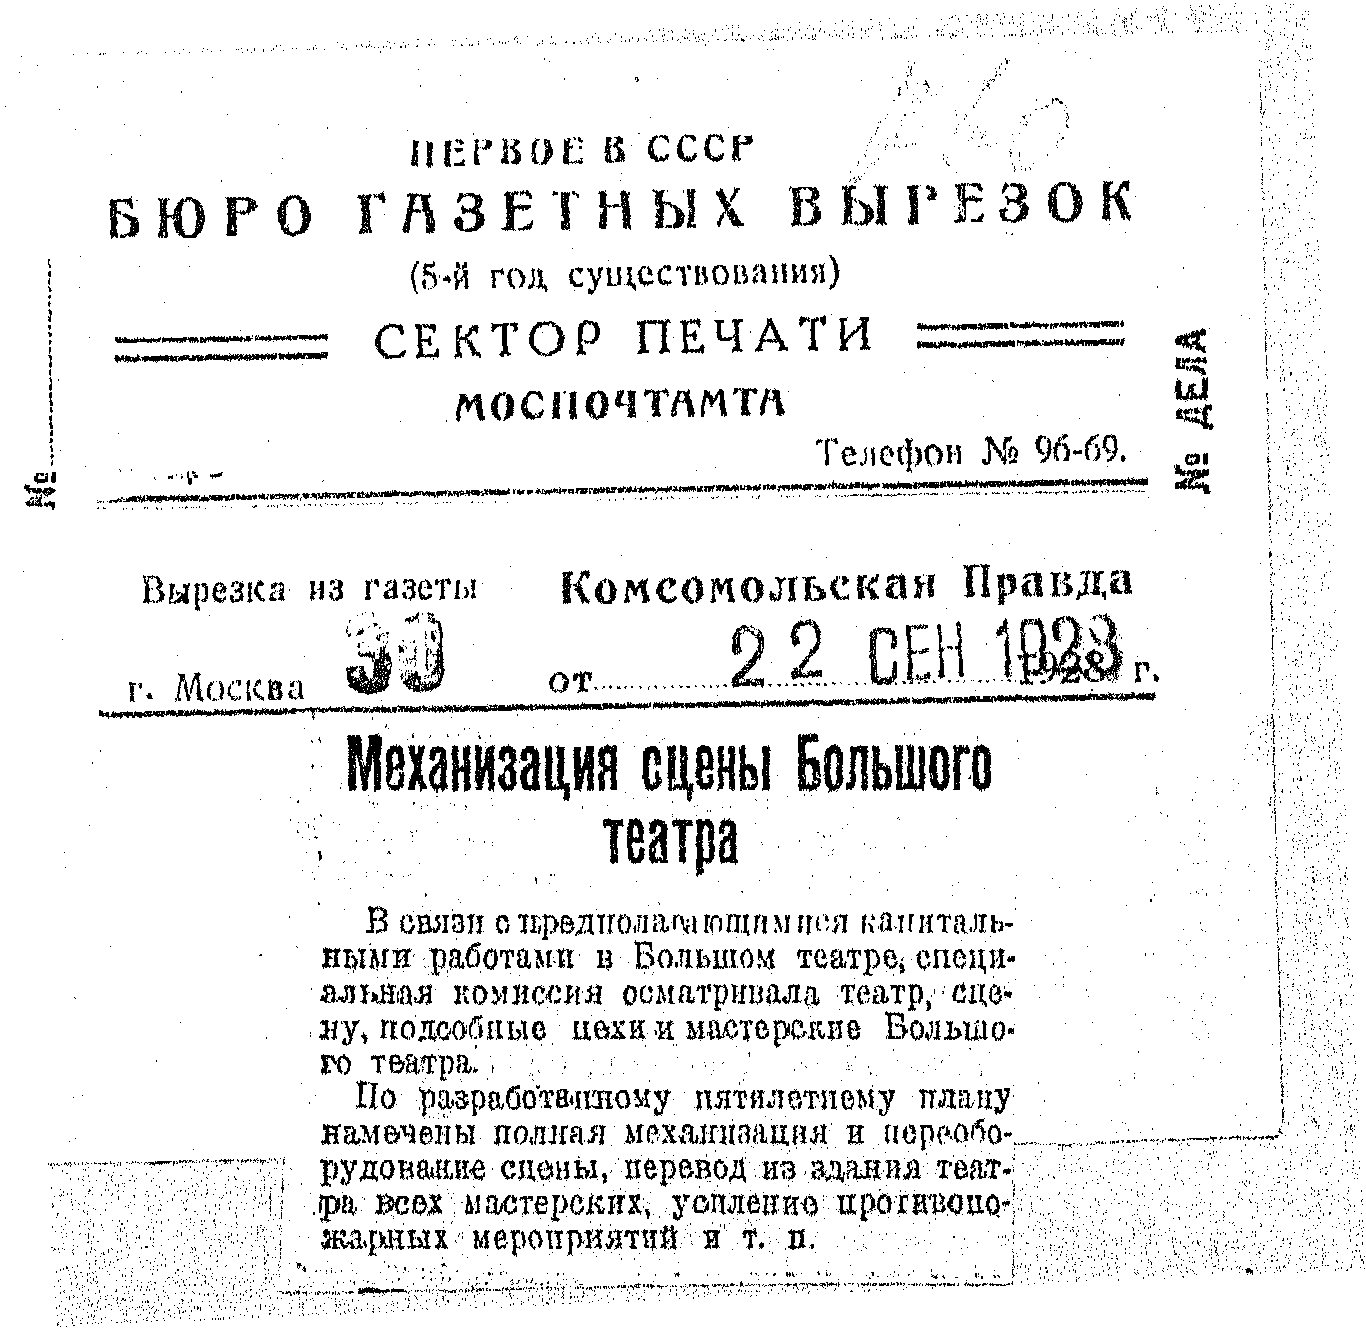 ПЕРВОЕ В СССР
БЮРО ГАЗЕТНЫХ ВЫРЕЗОК
(5-й год существования)
СЕКТОР ПЕЧАТИ
МОСПОЧТАМТА
Телефон № 96-69.
№
№ ДЕЛА
Вырезка из газеты Комсомольская Правда
г. Москва 30 от 22 СЕН 1928 1928 г.
Механизация сцены Большого
театра
В связи с предполагающимися капиталь-
ными работами в Большом театре, специ-
альная комиссия осматривала театр, сце-
ну, подсобные цехи и мастерские Большо-
го театра.
По разработанному пятилетнему плану
намечены полная механизация и переобо-
рудование сцены, перевод из здания теат-
ра всех мастерских, усиление противопо-
жарных мероприятий и т. п.